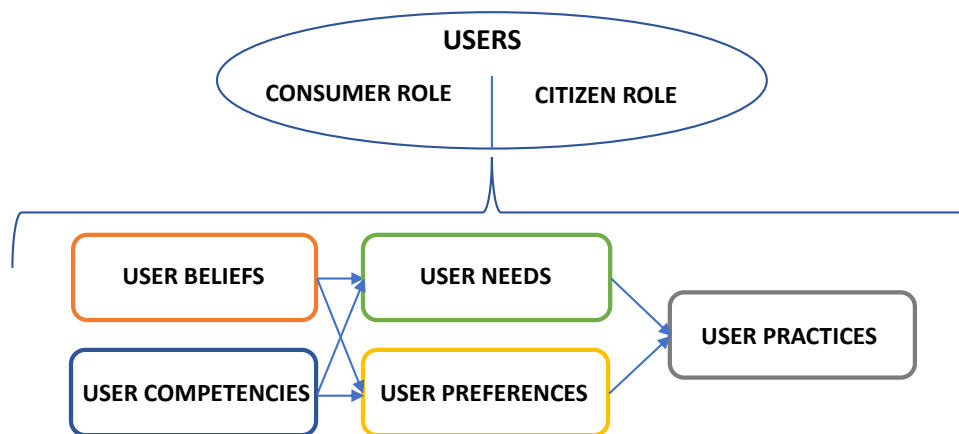 USERS
CONSUMER ROLE
CITIZEN ROLE
USER BELIEFS
USER NEEDS
USER PRACTICES
USER COMPETENCIES
USER PREFERENCES